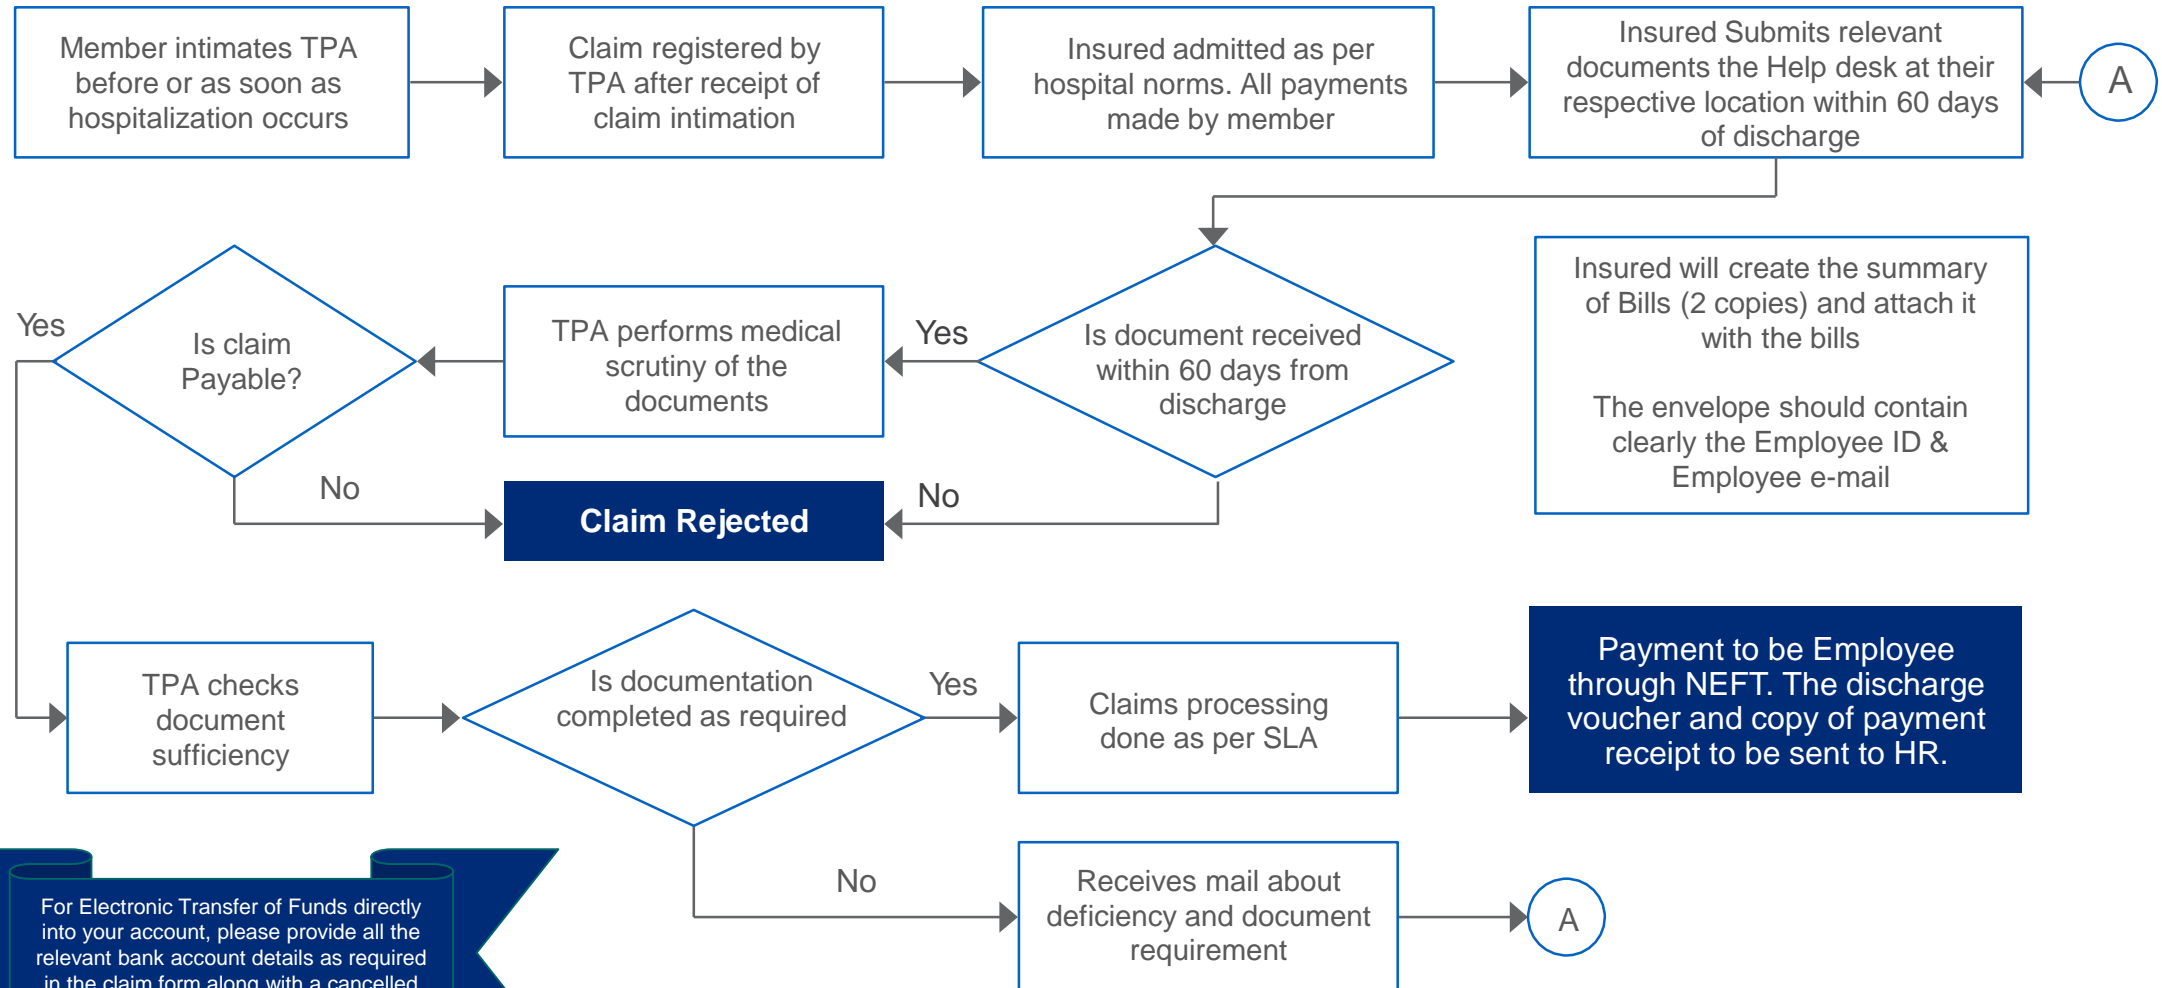 Member intimates TPA
before or as soon as
hospitalization occurs
Claim registered by
TPA after receipt of
claim intimation
Insured admitted as per
hospital norms. All payments
made by member
Insured Submits relevant
documents the Help desk at their
respective location within 60 days
of discharge
A
Yes
Is claim
Payable?
TPA performs medical
scrutiny of the
documents
Yes
Is document received
within 60 days from
discharge
Insured will create the summary
of Bills (2 copies) and attach it
with the bills
The envelope should contain
clearly the Employee ID &
Employee e-mail
No
Claim Rejected
No
TPA checks
document
sufficiency
Is documentation
completed as required
Yes
Claims processing
done as per SLA
Payment to be Employee
through NEFT. The discharge
voucher and copy of payment
receipt to be sent to HR.
No
Receives mail about
deficiency and document
requirement
A
For Electronic Transfer of Funds directly
into your account, please provide all the
relevant bank account details as required
in the claim form along with a cancelled